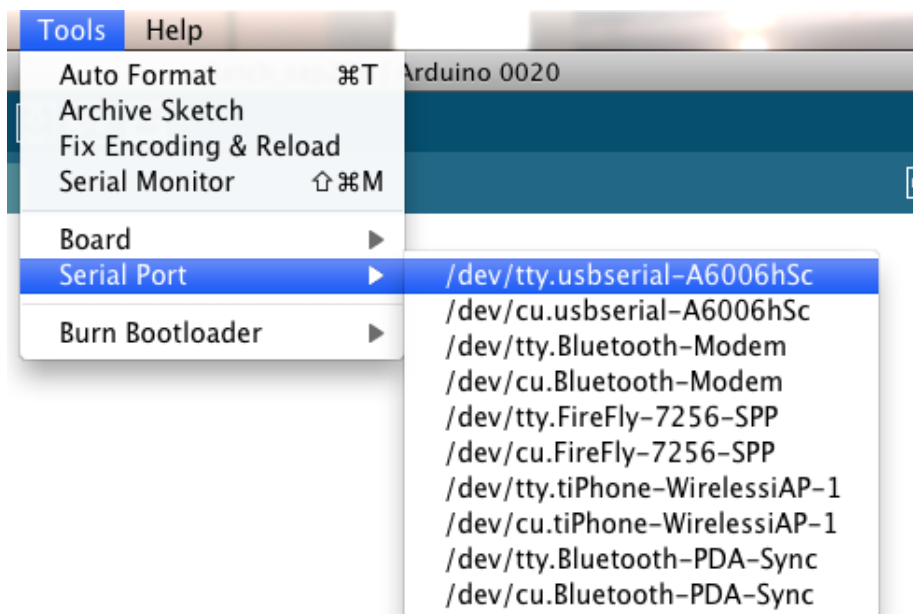 Tools Help
Auto Format ⌘T
Arduino 0020
Archive Sketch
Fix Encoding & Reload
Serial Monitor ⇧⌘M
Board
Serial Port
Burn Bootloader
/dev/tty.usbserial-A6006hSc
/dev/cu.usbserial-A6006hSc
/dev/tty.Bluetooth-Modem
/dev/cu.Bluetooth-Modem
/dev/tty.FireFly-7256-SPP
/dev/cu.FireFly-7256-SPP
/dev/tty.tiPhone-WirelessiAP-1
/dev/cu.tiPhone-WirelessiAP-1
/dev/tty.Bluetooth-PDA-Sync
/dev/cu.Bluetooth-PDA-Sync